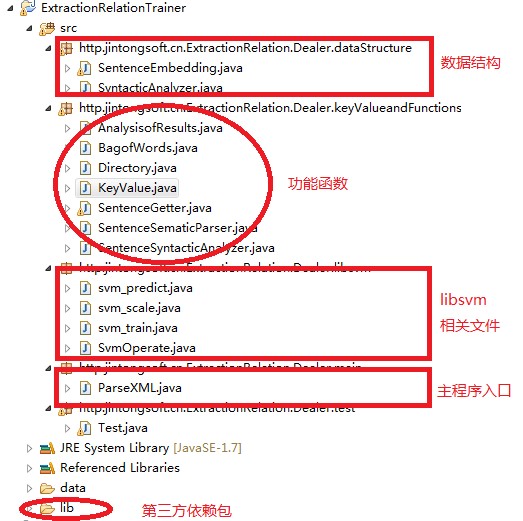 ExtractionRelationTrainer
src
http.jintongsoft.cn.ExtractionRelation.Dealer.dataStructure
数据结构
SentenceEmbedding.java
SyntacticAnalyzer.java
http.jintongsoft.cn.ExtractionRelation.Dealer.keyValueandFunctions
AnalysisofResults.java
BagofWords.java
Directory.java
功能函数
KeyValue.java
SentenceGetter.java
SentenceSematicParser.java
SentenceSyntacticAnalyzer.java
http.jintongsoft.cn.ExtractionRelation.Dealer.libsvm
svm_predict.java
libsvm
svm_scale.java
相关文件
svm_train.java
SvmOperate.java
http.jintongsoft.cn.ExtractionRelation.Dealer.main
ParseXML.java
主程序入口
http.jintongsoft.cn.ExtractionRelation.Dealer.test
Test.java
JRE System Library [JavaSE-1.7]
Referenced Libraries
data
lib
第三方依赖包